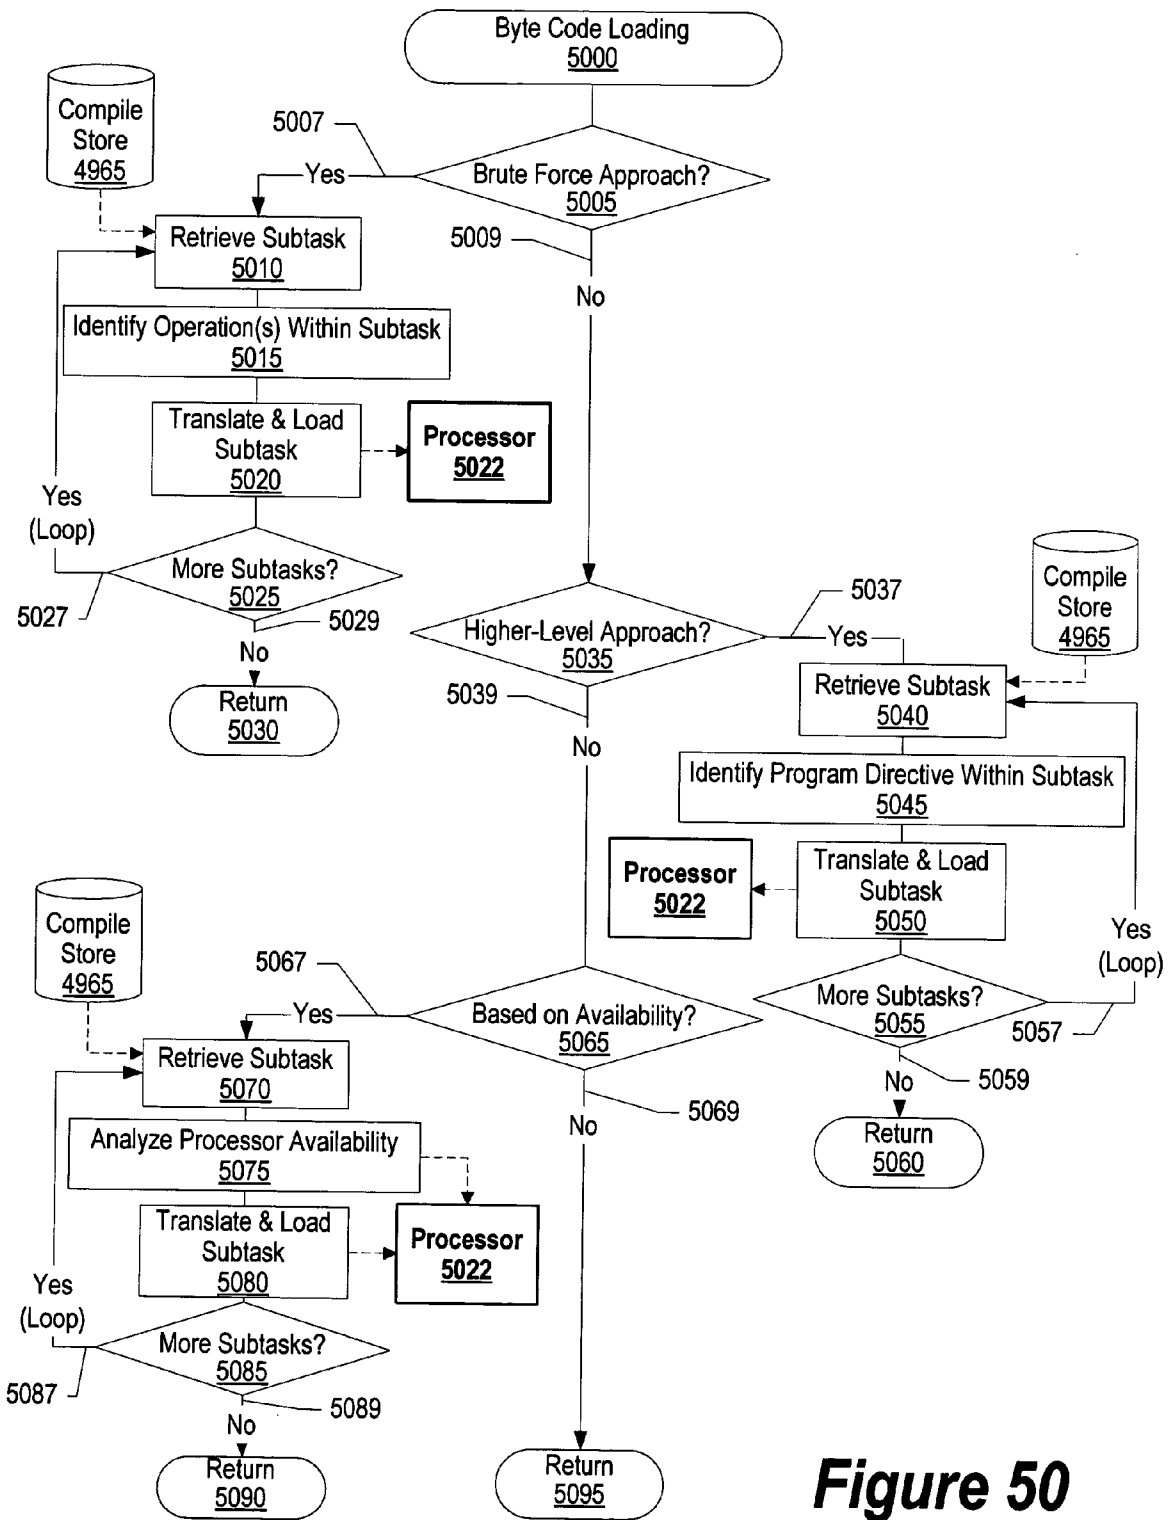 Byte Code Loading
5000
Compile
Store
4965
5007
Yes
Brute Force Approach?
5005
5009
No
Retrieve Subtask
5010
Identify Operation(s) Within Subtask
5015
Translate & Load
Subtask
5020
Processor
5022
Yes
(Loop)
More Subtasks?
5025
5027
5029
No
Return
5030
Higher-Level Approach?
5035
5037
Yes
5039
No
Compile
Store
4965
Retrieve Subtask
5040
Identify Program Directive Within Subtask
5045
Translate & Load
Subtask
5050
Processor
5022
Yes
(Loop)
More Subtasks?
5055
5057
5059
No
Return
5060
Compile
Store
4965
5067
Yes
Based on Availability?
5065
5069
No
Retrieve Subtask
5070
Analyze Processor Availability
5075
Translate & Load
Subtask
5080
Processor
5022
Yes
(Loop)
More Subtasks?
5085
5087
5089
No
Return
5090
Return
5095
Figure 50